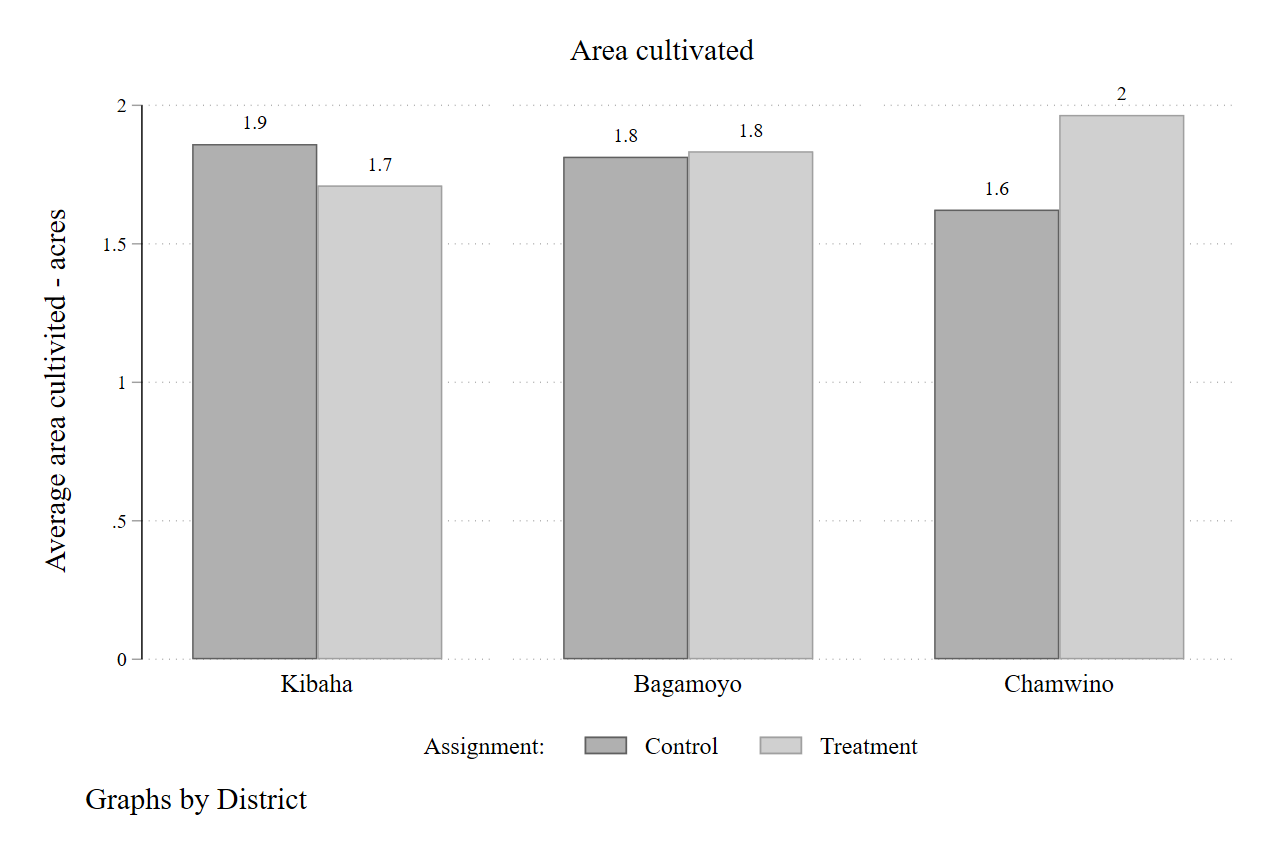 Area cultivated
Average area cultivited - acres
2
1.5
1
.5
0
1.9
1.7
1.8
1.8
1.6
2
Kibaha
Bagamoyo
Chamwino
Assignment: Control Treatment
Graphs by District